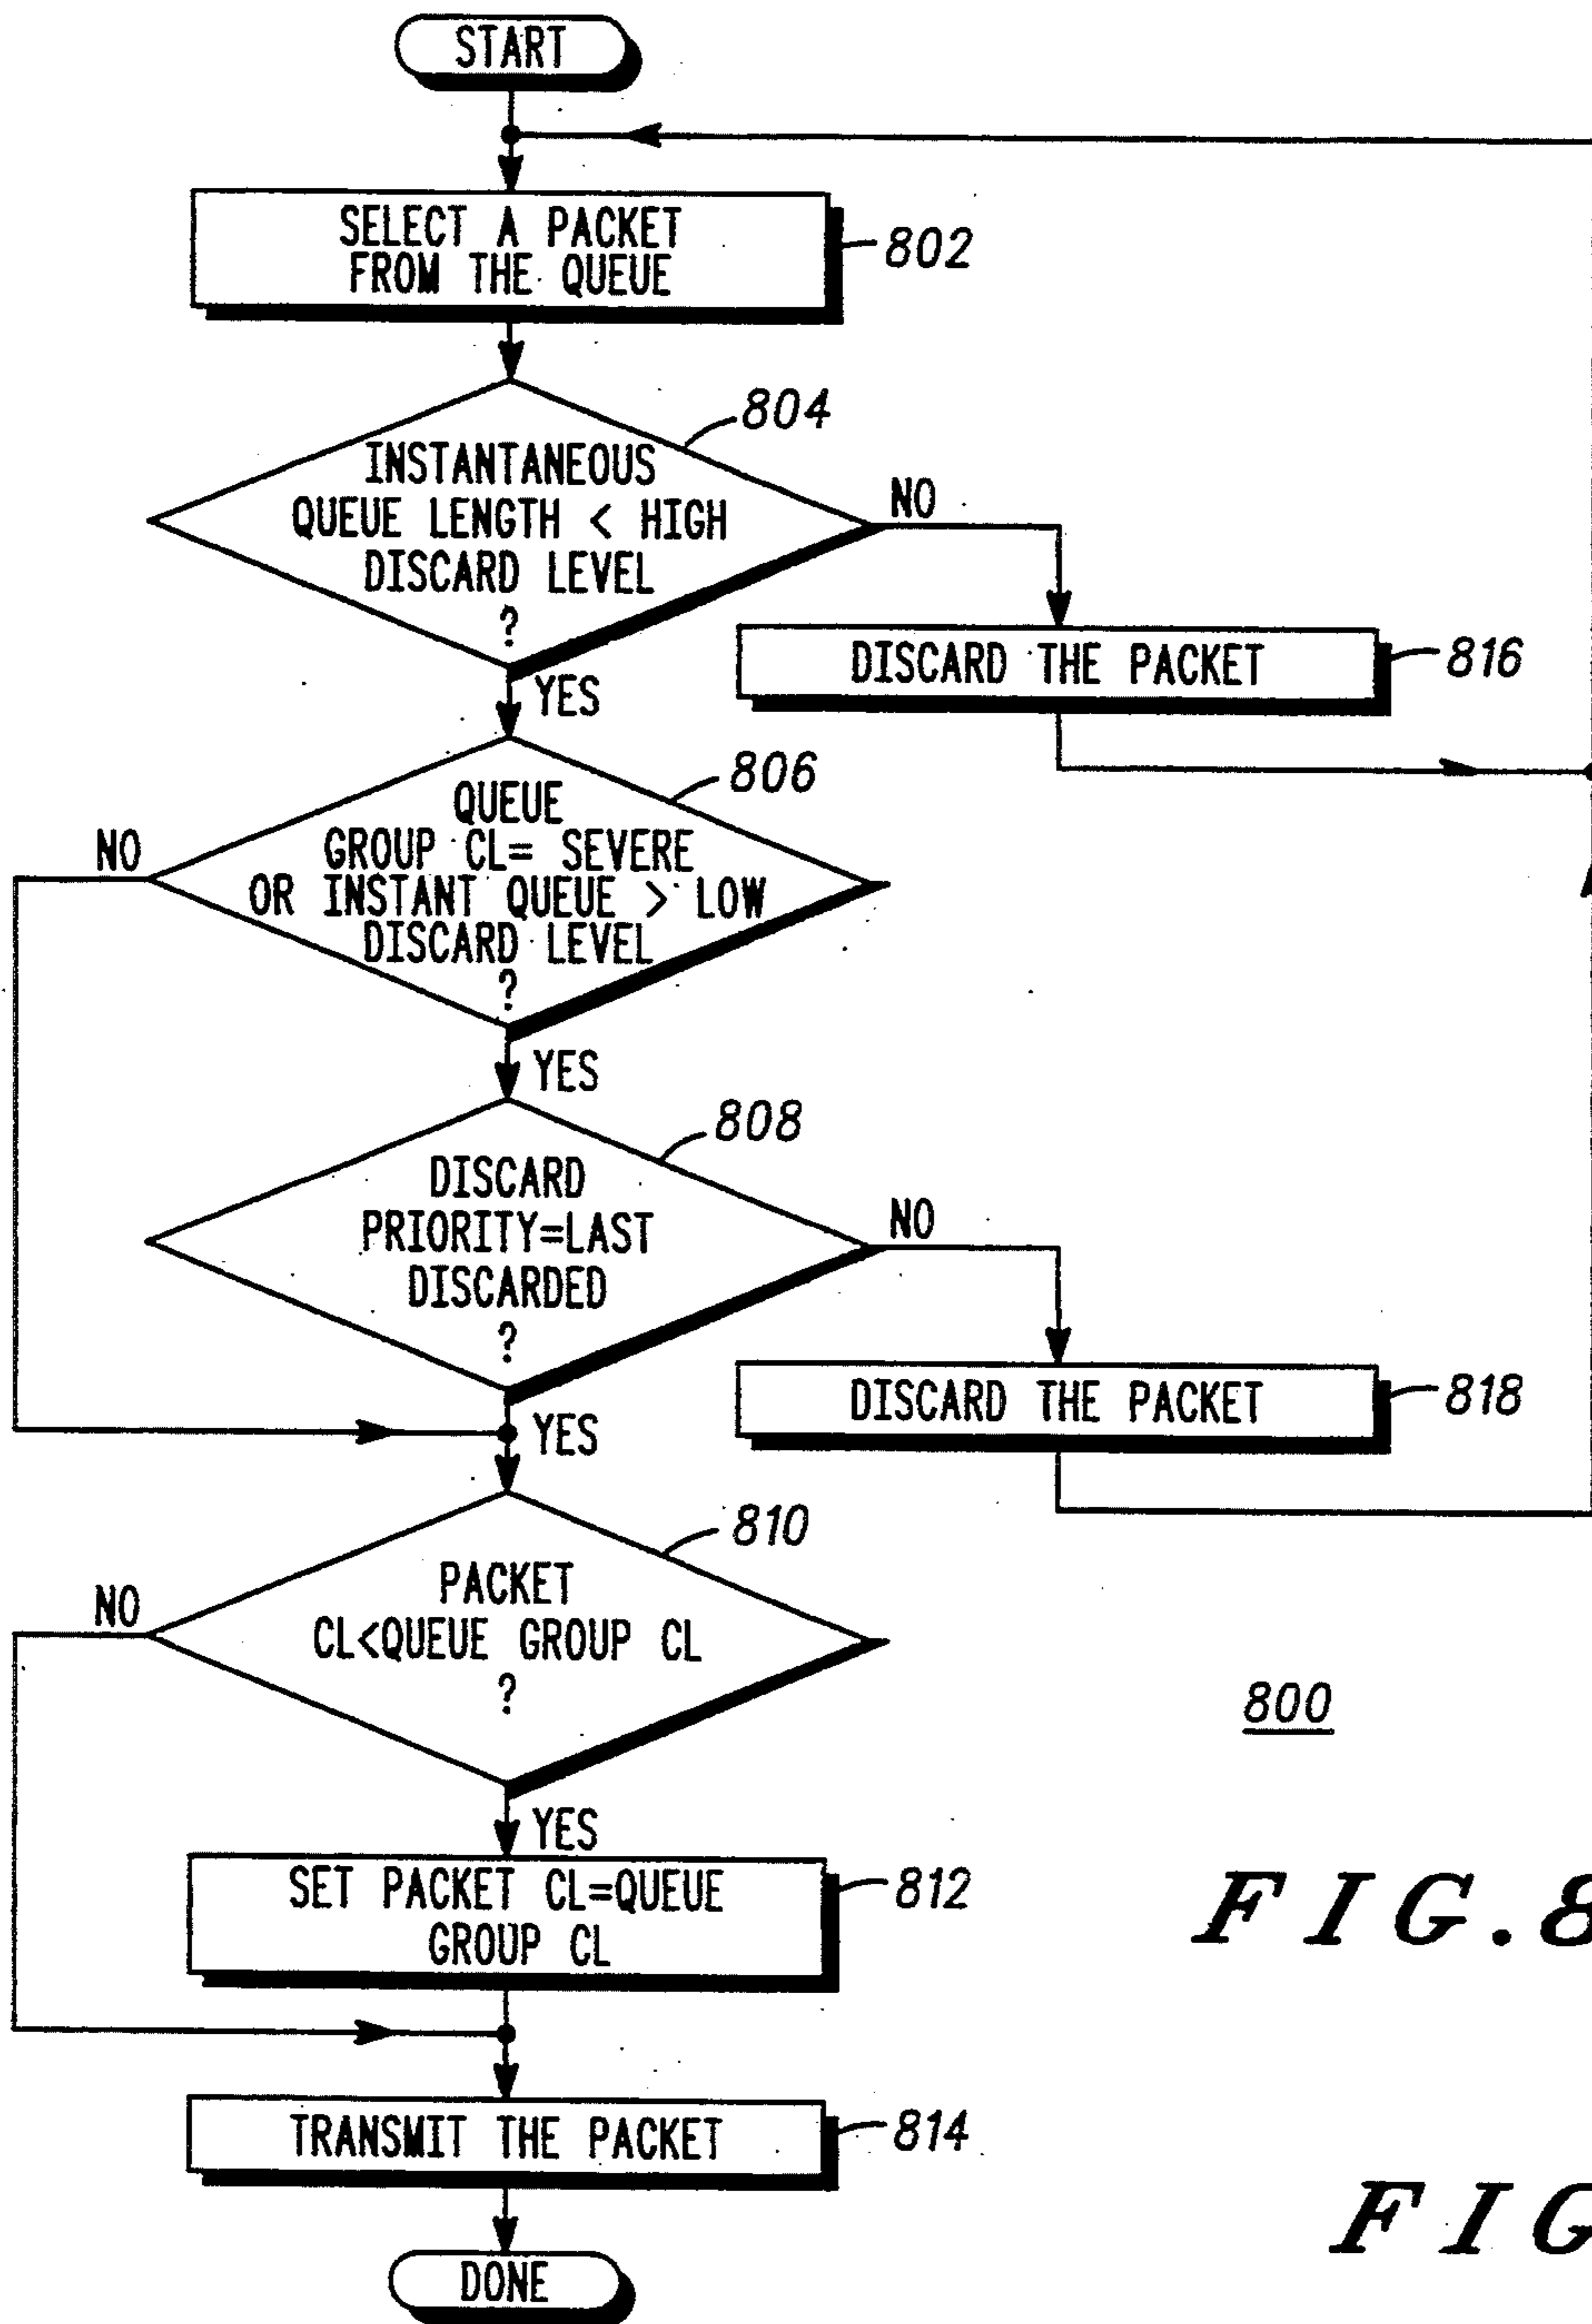 START
SELECT A PACKET
FROM THE QUEUE
802
804
INSTANTANEOUS
QUEUE LENGTH < HIGH
DISCARD LEVEL
?
NO
YES
DISCARD THE PACKET
816
806
QUEUE
GROUP CL= SEVERE
OR INSTANT QUEUE > LOW
DISCARD LEVEL
?
NO
YES
808
DISCARD
PRIORITY=LAST
DISCARDED
?
NO
YES
DISCARD THE PACKET
818
810
PACKET
CL<QUEUE GROUP CL
?
NO
YES
800
SET PACKET CL=QUEUE
GROUP CL
812
FIG.8
TRANSMIT THE PACKET
814
FIG
DONE